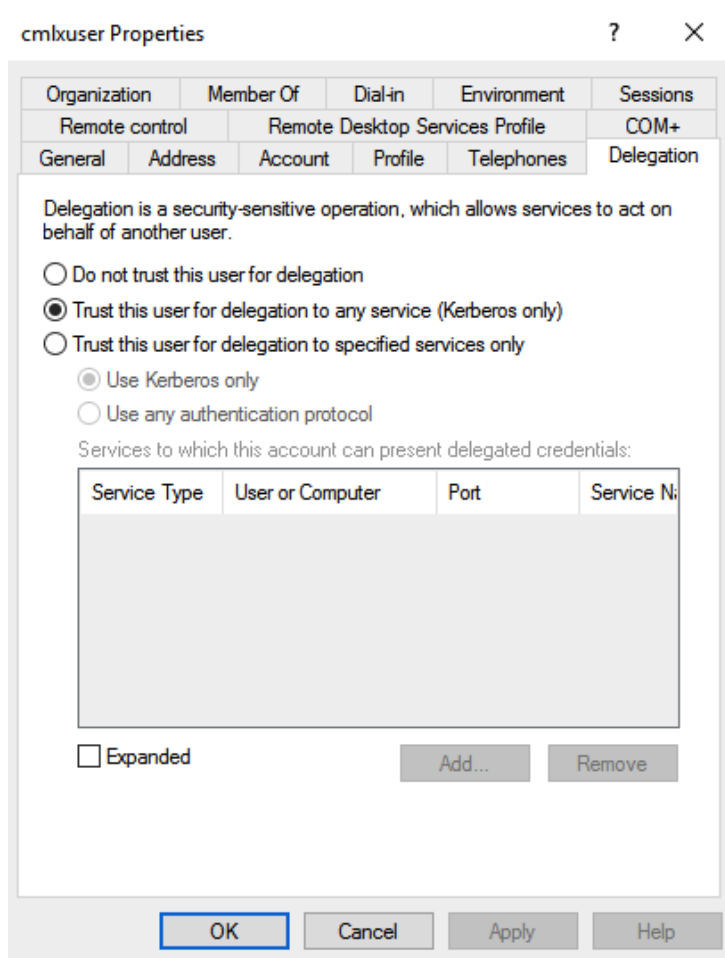 cmlxuser Properties
?
Organization Member Of Dial-in Environment Sessions
Remote control Remote Desktop Services Profile COM+
General Address Account Profile Telephones Delegation
Delegation is a security-sensitive operation, which allows services to act on
behalf of another user.
Do not trust this user for delegation
Trust this user for delegation to any service (Kerberos only)
Trust this user for delegation to specified services only
Use Kerberos only
Use any authentication protocol
Services to which this account can present delegated credentials:
Service Type User or Computer Port Service Na
Expanded Add... Remove
OK Cancel Apply Help